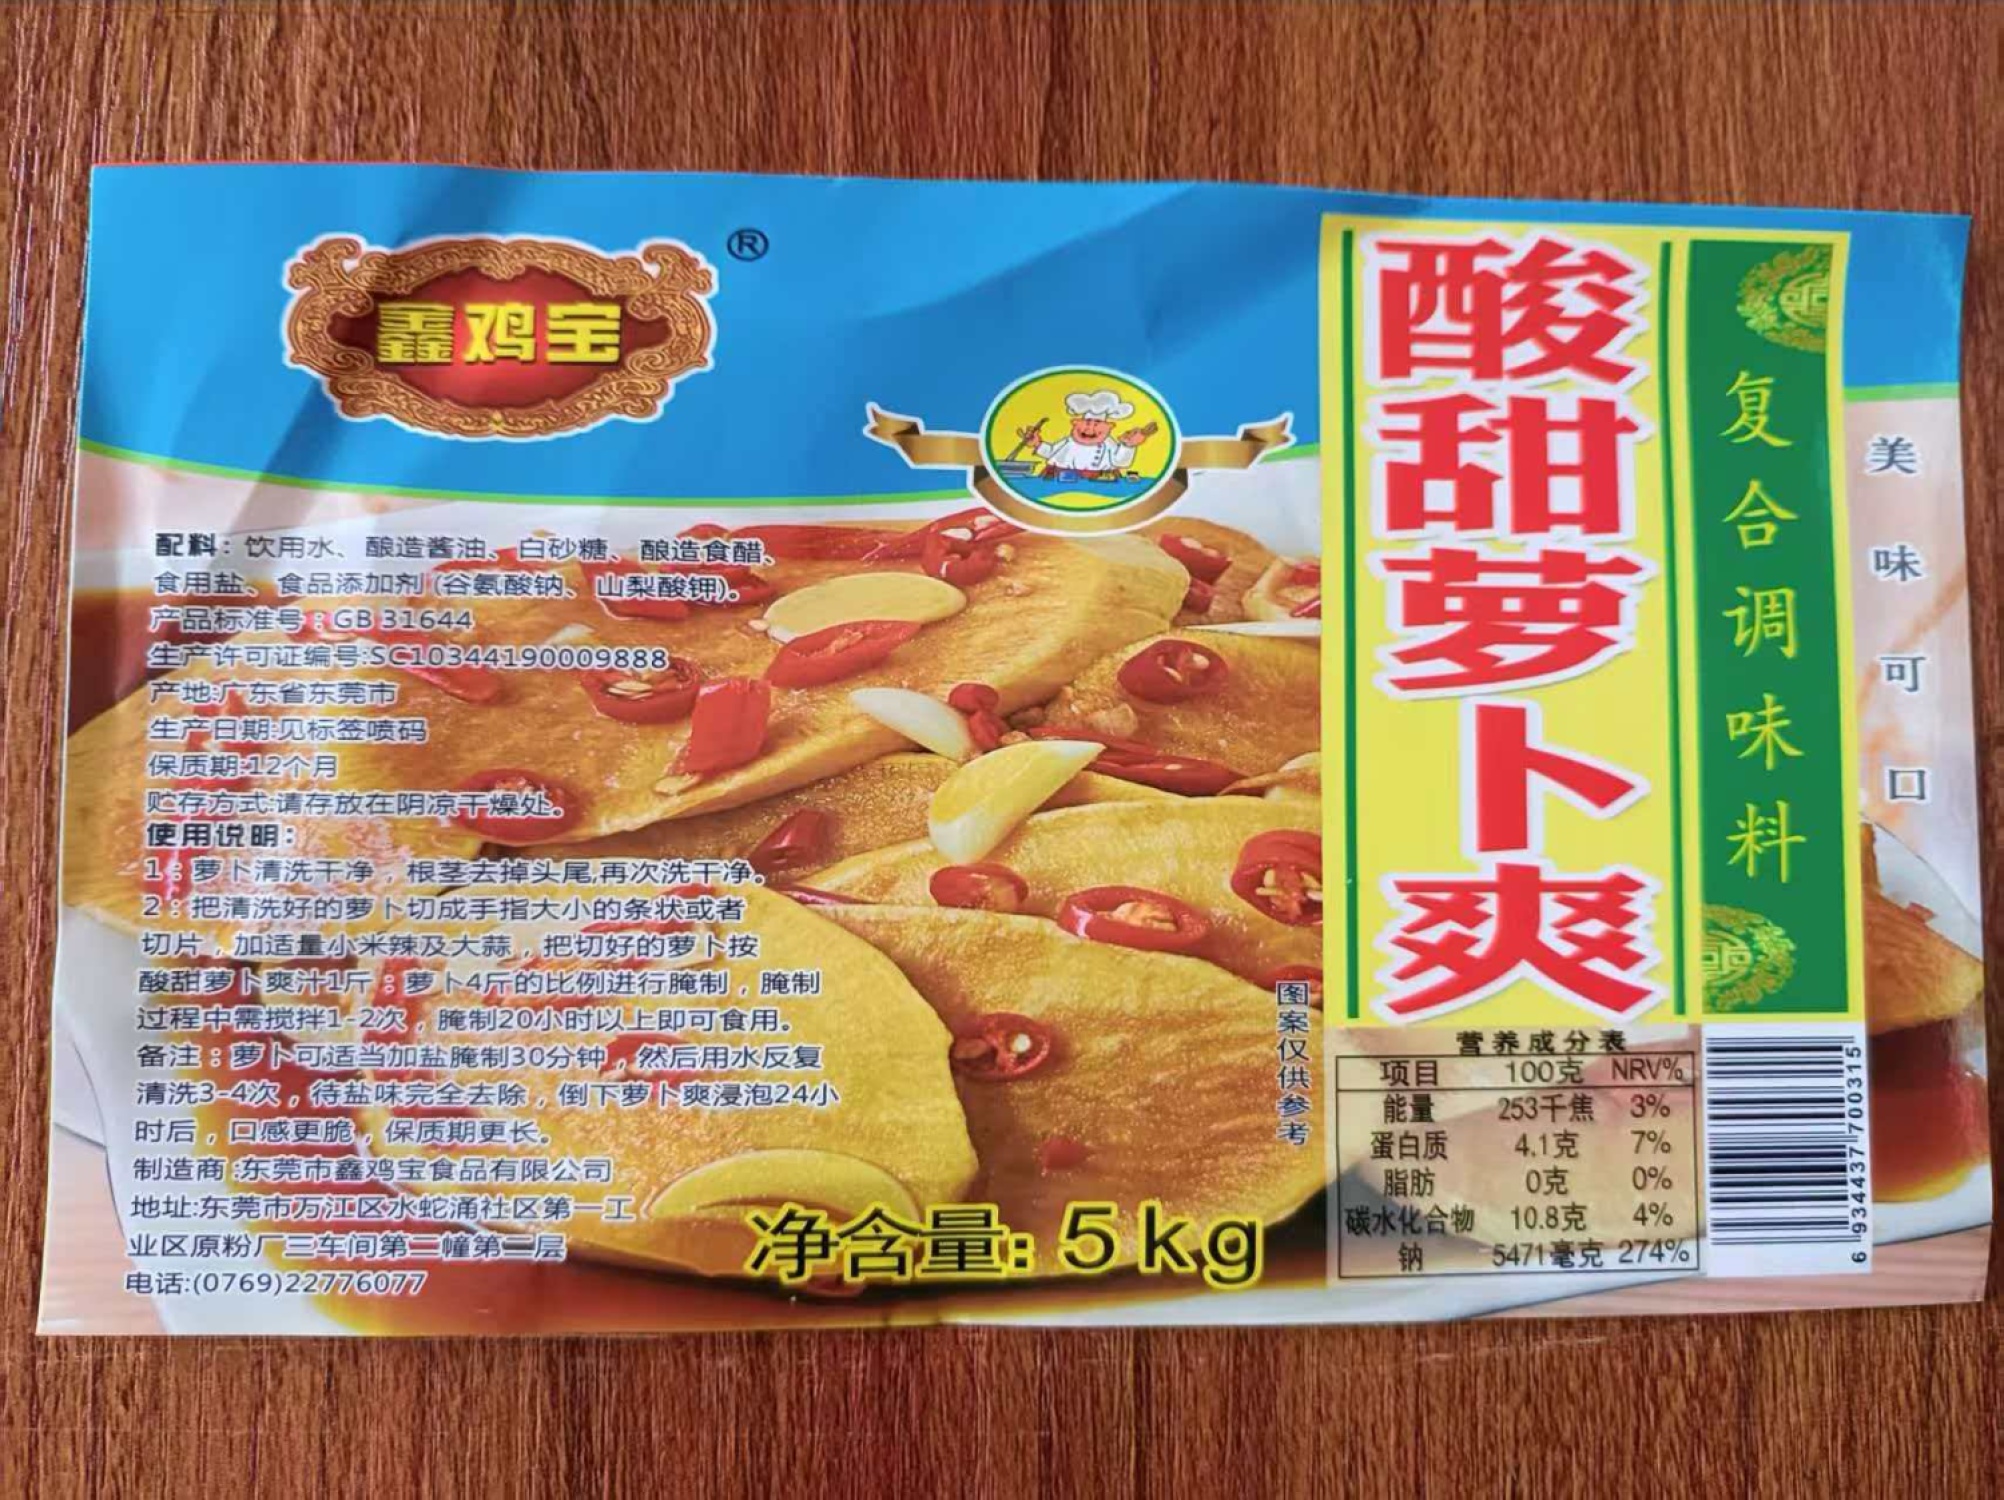 鑫鸡宝
®
配料：饮用水、酿造酱油、白砂糖、酿造食醋、
食用盐、食品添加剂(谷氨酸钠、山梨酸钾)。
产品标准号：GB 31644
生产许可证编号:SC10344190009888
产地:广东省东莞市
生产日期:见标签喷码
保质期:12个月
贮存方式:请存放在阴凉干燥处。
使用说明：
1：萝卜清洗干净，根茎去掉头尾,再次洗干净。
2：把清洗好的萝卜切成手指大小的条状或者
切片，加适量小米辣及大蒜，把切好的萝卜按
酸甜萝卜爽汁1斤：萝卜4斤的比例进行腌制，腌制
过程中需搅拌1-2次，腌制20小时以上即可食用。
备注：萝卜可适当加盐腌制30分钟，然后用水反复
清洗3-4次，待盐味完全去除，倒下萝卜爽浸泡24小
时后，口感更脆，保质期更长。
制造商:东莞市鑫鸡宝食品有限公司
地址:东莞市万江区水蛇涌社区第一工
业区原粉厂三车间第二幢第一层
电话:(0769)22776077
净含量: 5kg
图案仅供参考
酸甜萝卜爽
复合调味料
美味可口
营养成分表
项目 100克 NRV%
能量 253千焦 3%
蛋白质 4.1克 7%
脂肪 0克 0%
碳水化合物 10.8克 4%
钠 5471毫克 274%
6 934437 700315